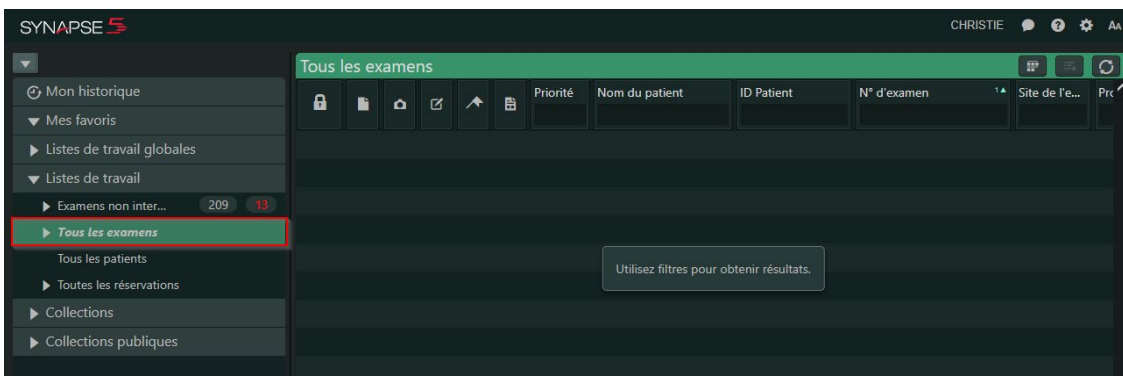 SYNAPSE 5
CHRISTIE
AA
Tous les examens
Mon historique
Mes favoris
Listes de travail globales
Listes de travail
Examens non inter... 209 13
Tous les examens
Tous les patients
Toutes les réservations
Collections
Collections publiques
Priorité Nom du patient ID Patient N° d'examen 1 Site de l'e... Pro
Utilisez filtres pour obtenir résultats.